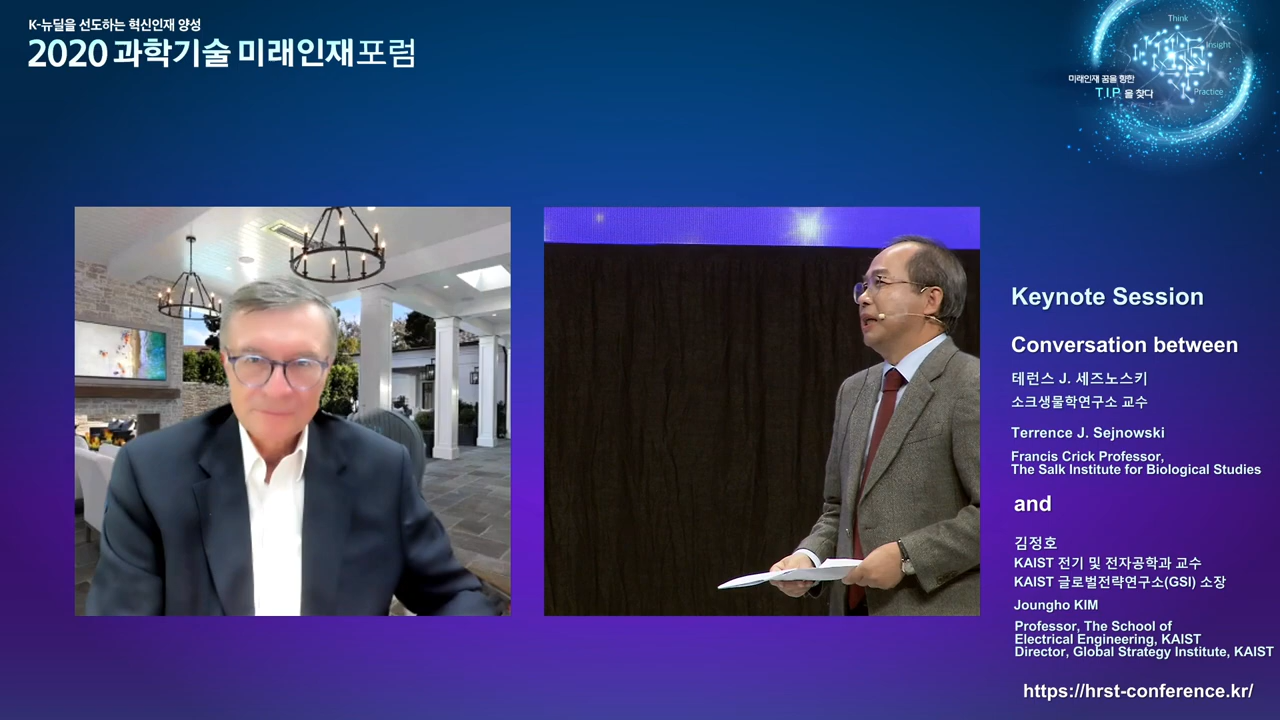 K-뉴딜을 선도하는 혁신인재 양성
2020 과학기술 미래인재포럼
Think
Insight
미래인재 꿈을 향한
T.I.P 을 찾다
Practice
Keynote Session
Conversation between
테런스 J. 세즈노스키
소크생물학연구소 교수
Terrence J. Sejnowski
Francis Crick Professor,
The Salk Institute for Biological Studies
and
김정호
KAIST 전기 및 전자공학과 교수
KAIST 글로벌전략연구소(GSI) 소장
Joungho KIM
Professor, The School of
Electrical Engineering, KAIST
Director, Global Strategy Institute, KAIST
https://hrst-conference.kr/